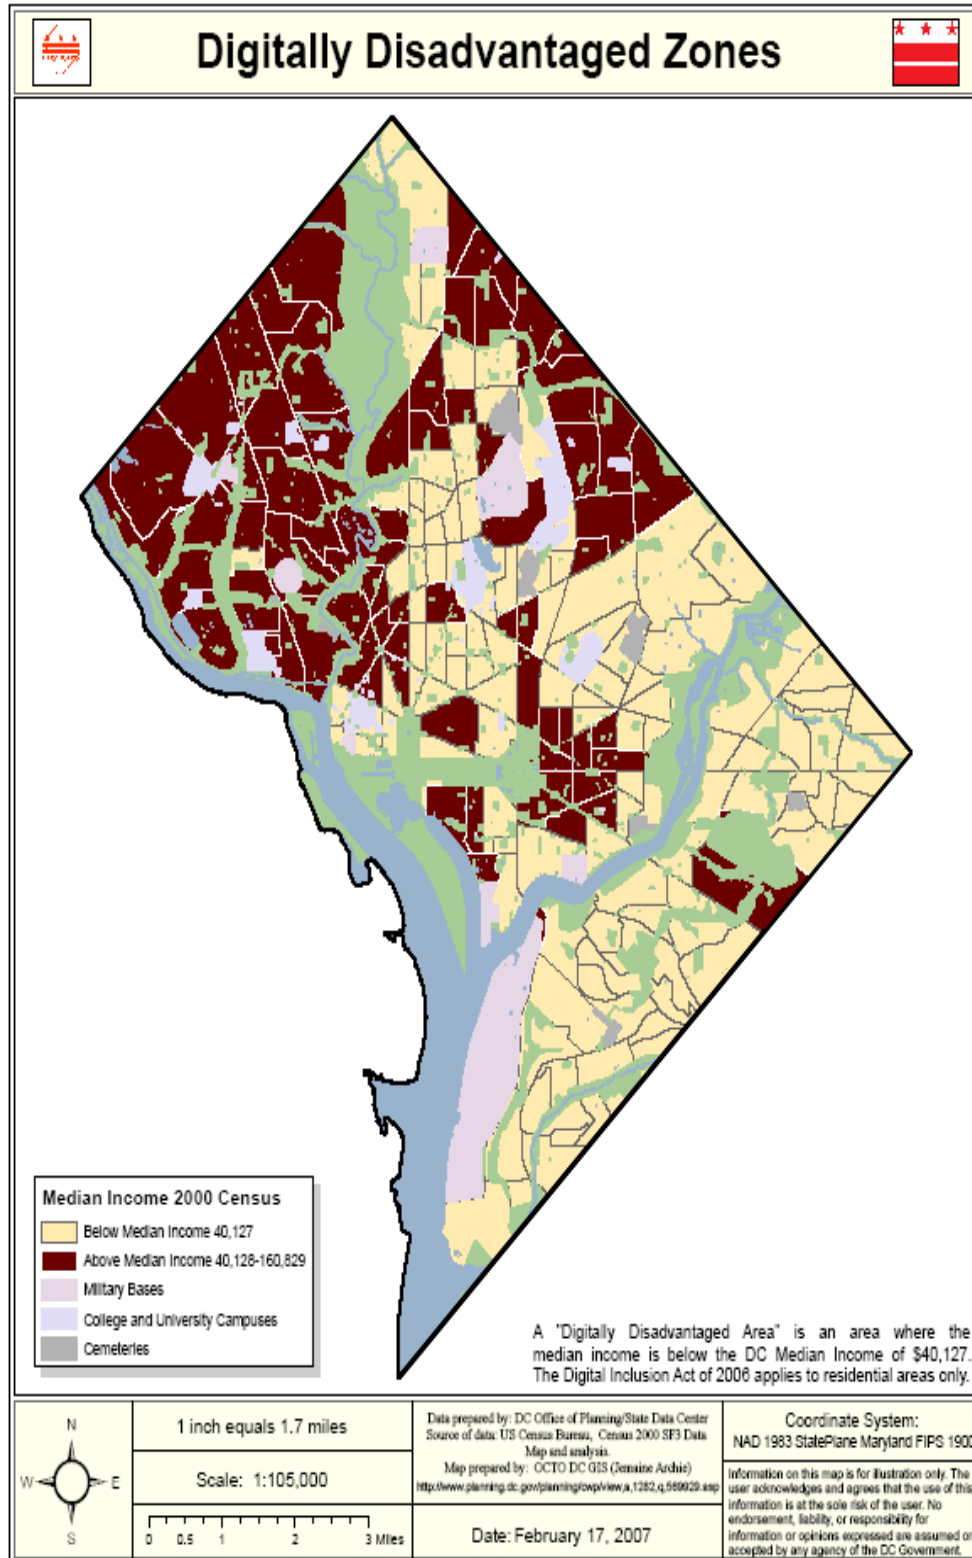 Digitally Disadvantaged Zones
Median Income 2000 Census
Below Median Income 40,127
Above Median Income 40,128-160,829
Military Bases
College and University Campuses
Cemeteries
A "Digitally Disadvantaged Area" is an area where the
median income is below the DC Median Income of $40,127.
The Digital Inclusion Act of 2006 applies to residential areas only.
N
W
E
S
1 inch equals 1.7 miles
Scale: 1:105,000
0 0.5 1 2 3 Miles
Data prepared by: DC Office of Planning/State Data Center
Source of data: US Census Bureau, Census 2000 SF3 Data
Map and analysis.
Map prepared by: OCTO DC GIS (Jemaine Archie)
Date: February 17, 2007
Coordinate System:
NAD 1983 StatePlane Maryland FIPS 1900
Information on this map is for illustration only. The
user acknowledges and agrees that the use of this
information is at the sole risk of the user. No
endorsement, liability, or responsibility for
information or opinions expressed are assumed or
accepted by any agency of the DC Government.